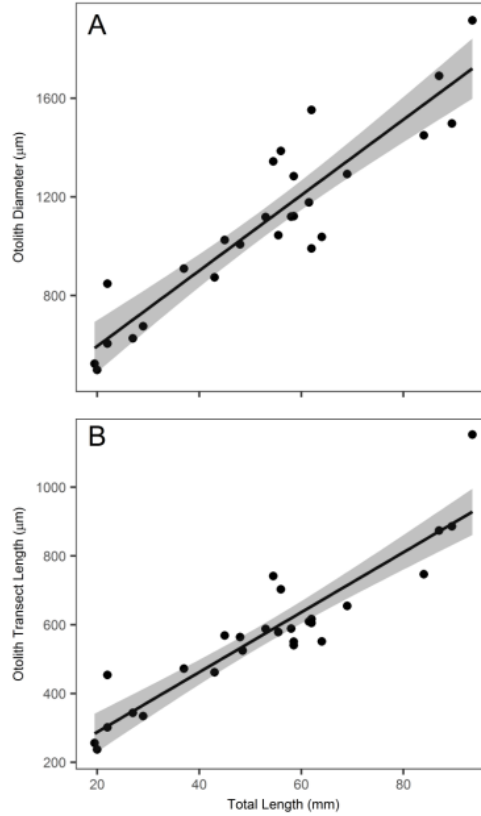 A
1600
1200
800
Otolith Diameter (μm)
B
1000
800
600
400
200
Otolith Transect Length (μm)
20 40 60 80
Total Length (mm)